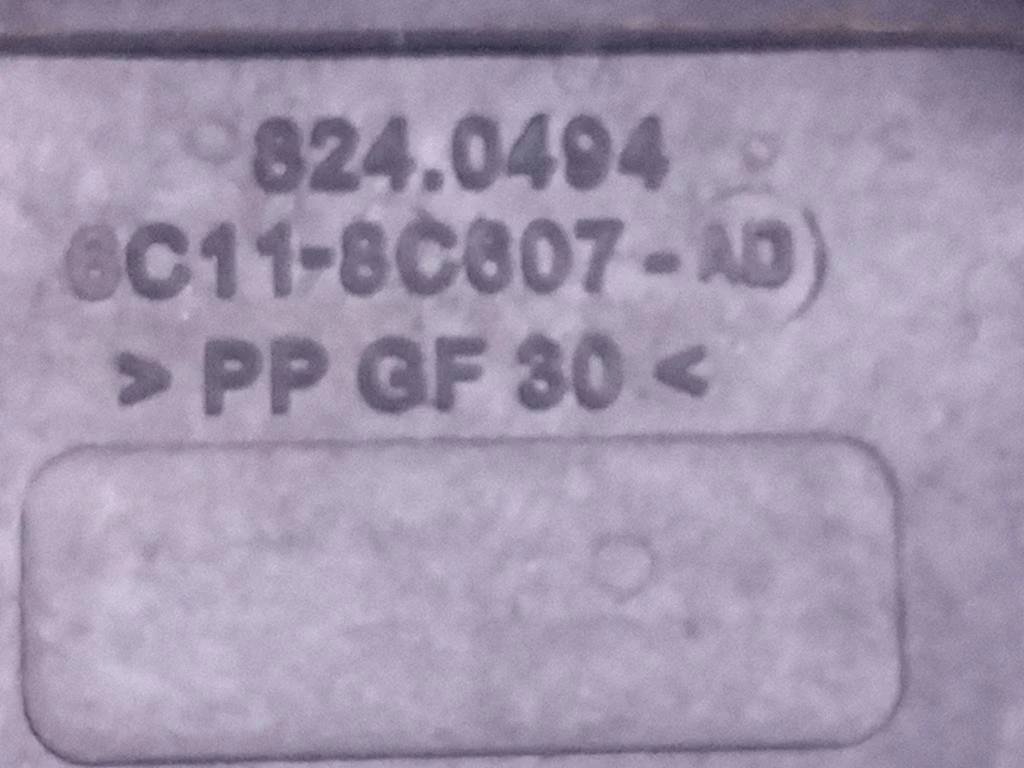 824.0494
6C11-8C607-AD
> PP GF 30 <